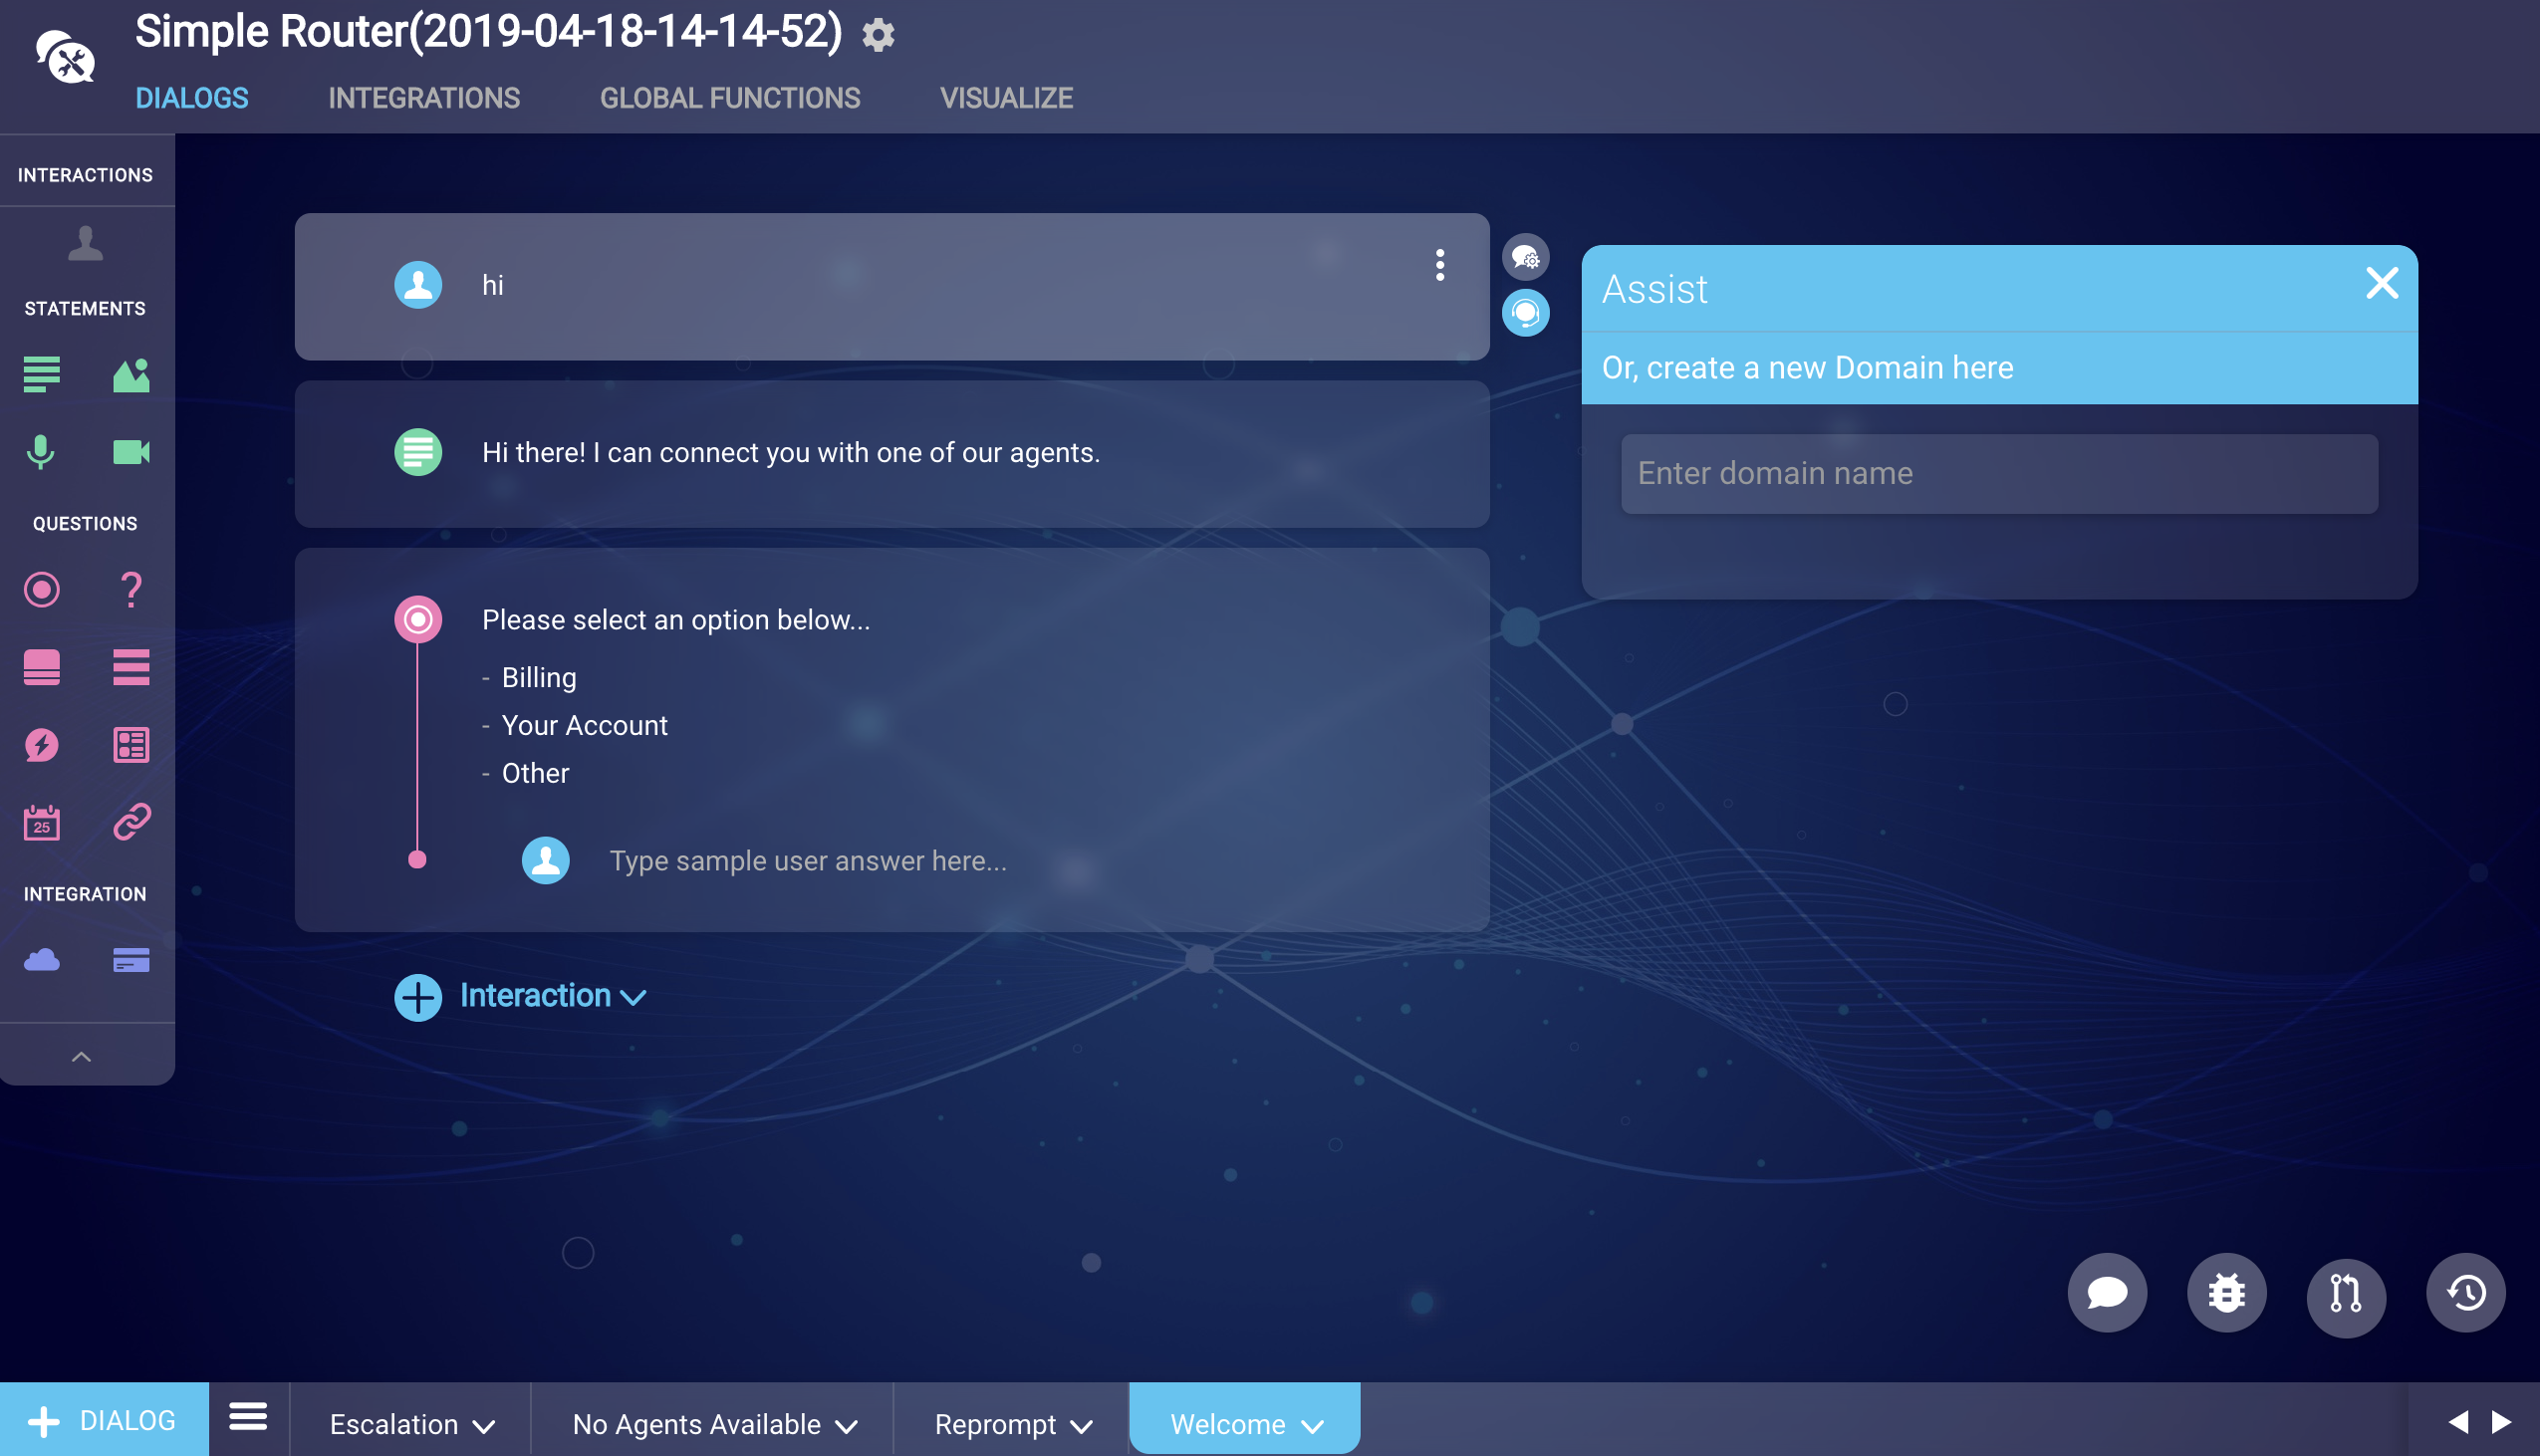 Simple Router(2019-04-18-14-14-52)
DIALOGS INTEGRATIONS GLOBAL FUNCTIONS VISUALIZE
INTERACTIONS
STATEMENTS
QUESTIONS
25
INTEGRATION
hi
Hi there! I can connect you with one of our agents.
Please select an option below...
- Billing
- Your Account
- Other
Type sample user answer here...
Interaction
Assist
Or, create a new Domain here
Enter domain name
DIALOG Escalation No Agents Available Reprompt Welcome